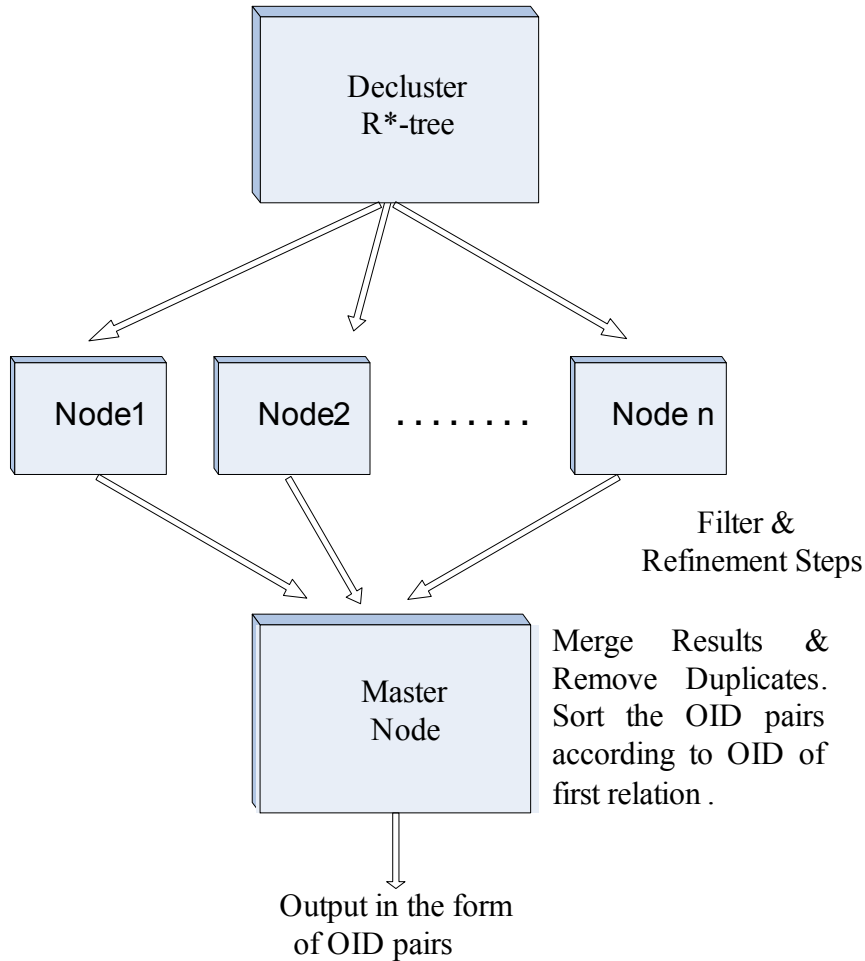 Decluster
R*-tree
Node1
Node2
........
Node n
Filter &
Refinement Steps
Master
Node
Merge Results &
Remove Duplicates.
Sort the OID pairs
according to OID of
first relation .
Output in the form
of OID pairs